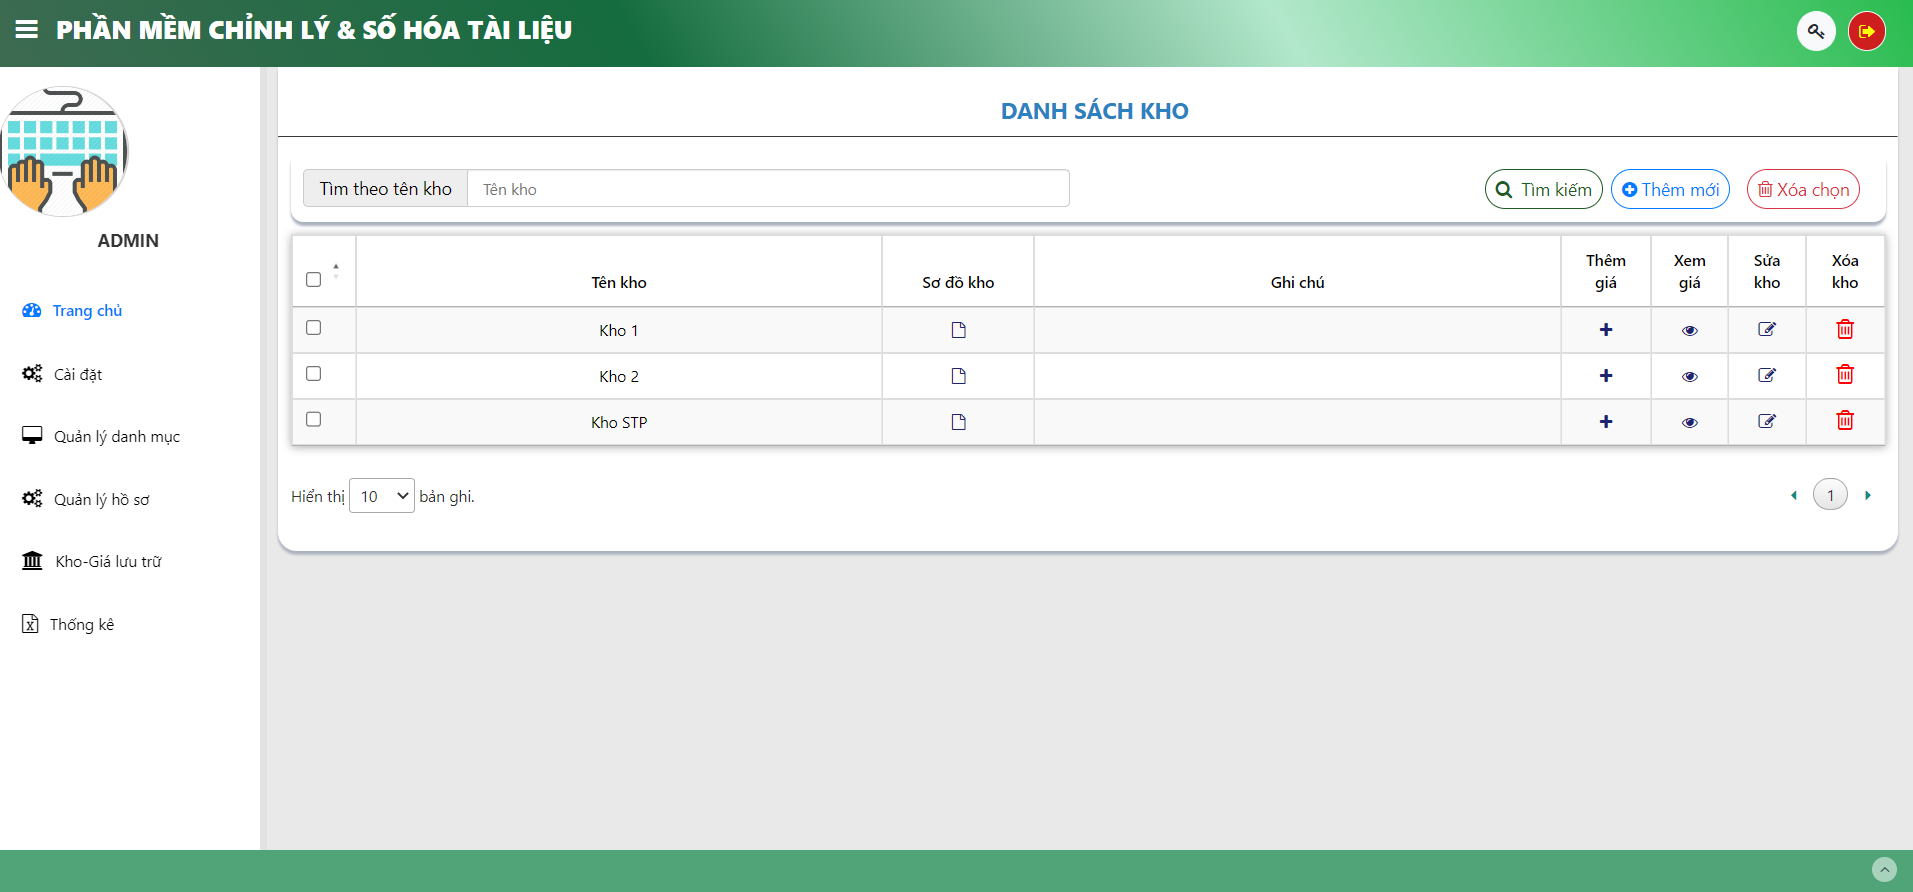 PHẦN MỀM CHỈNH LÝ & SỐ HÓA TÀI LIỆU
ADMIN
Trang chủ
Cài đặt
Quản lý danh mục
Quản lý hồ sơ
Kho-Giá lưu trữ
Thống kê
DANH SÁCH KHO
Tìm theo tên kho Tên kho Tìm kiếm Thêm mới Xóa chọn
Tên kho Sơ đồ kho Ghi chú Thêm giá Xem giá Sửa kho Xóa kho
Kho 1
Kho 2
Kho STP
Hiển thị 10 bản ghi. 1